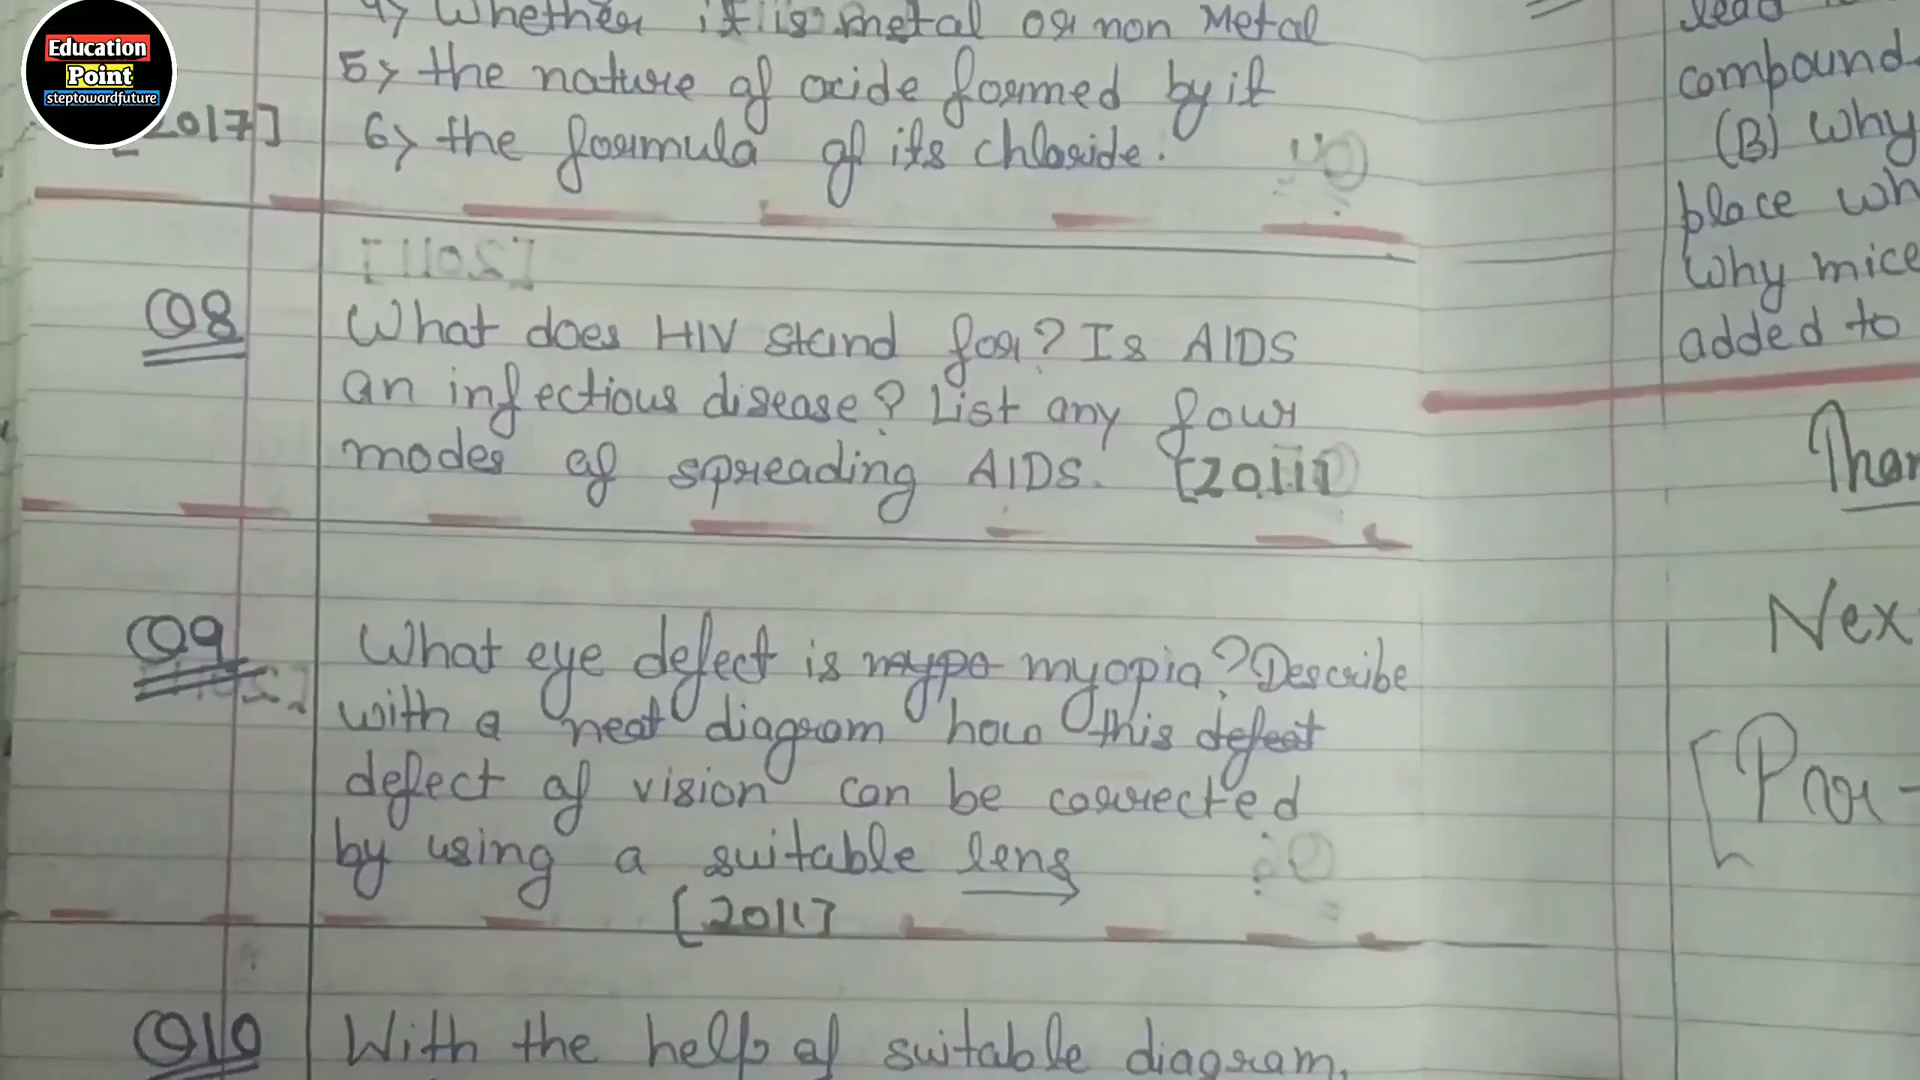 Education
Point
steptowardfuture
4> Whether it is metal or non Metal
5> the nature of oxide formed by it
2017] 6> the formula of its chloride.
Q8 What does HIV stand for? Is AIDS
an infectious disease? List any four
modes of spreading AIDS. [2011]
Q9 What eye defect is mypo myopia? Describe
with a neat diagram how this defeat
defect of vision can be corrected
by using a suitable lens
[2011]
Q10 With the help of suitable diagram,
compound
(B) Why
place wh
Why mice
added to
Nex